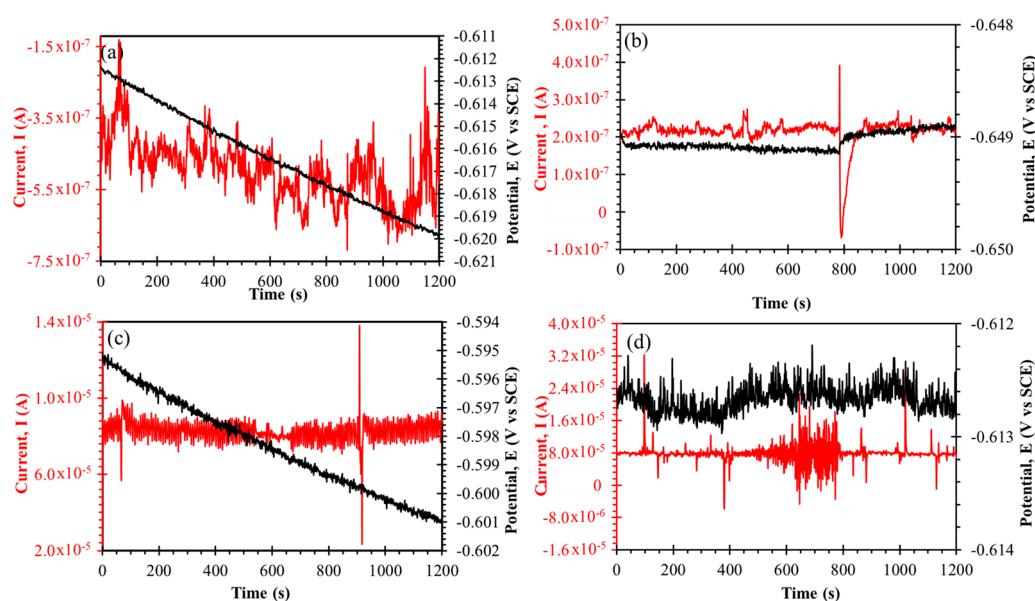 (a)
Current, I (A)
-1.5x10⁻⁷
-3.5x10⁻⁷
-5.5x10⁻⁷
-7.5x10⁻⁷
-0.611
-0.612
-0.613
-0.614
-0.615
-0.616
-0.617
-0.618
-0.619
-0.620
-0.621
Potential, E (V vs SCE)
0 200 400 600 800 1000 1200
Time (s)
(b)
Current , I (A)
5.0x10⁻⁷
4.0x10⁻⁷
3.0x10⁻⁷
2.0x10⁻⁷
1.0x10⁻⁷
0
-1.0x10⁻⁷
-0.648
-0.649
-0.650
Potential, E (V vs SCE)
0 200 400 600 800 1000 1200
Time (s)
(c)
Current, I (A)
1.4x10⁻⁵
1.0x10⁻⁵
6.0x10⁻⁵
2.0x10⁻⁵
-0.594
-0.595
-0.596
-0.597
-0.598
-0.599
-0.600
-0.601
-0.602
Potential, E (V vs SCE)
0 200 400 600 800 1000 1200
Time (s)
(d)
Current, I (A)
4.0x10⁻⁵
3.2x10⁻⁵
2.4x10⁻⁵
1.6x10⁻⁵
8.0x10⁻⁵
0
-8.0x10⁻⁶
-1.6x10⁻⁵
-0.612
-0.613
-0.614
Potential, E (V vs SCE)
0 200 400 600 800 1000 1200
Time (s)